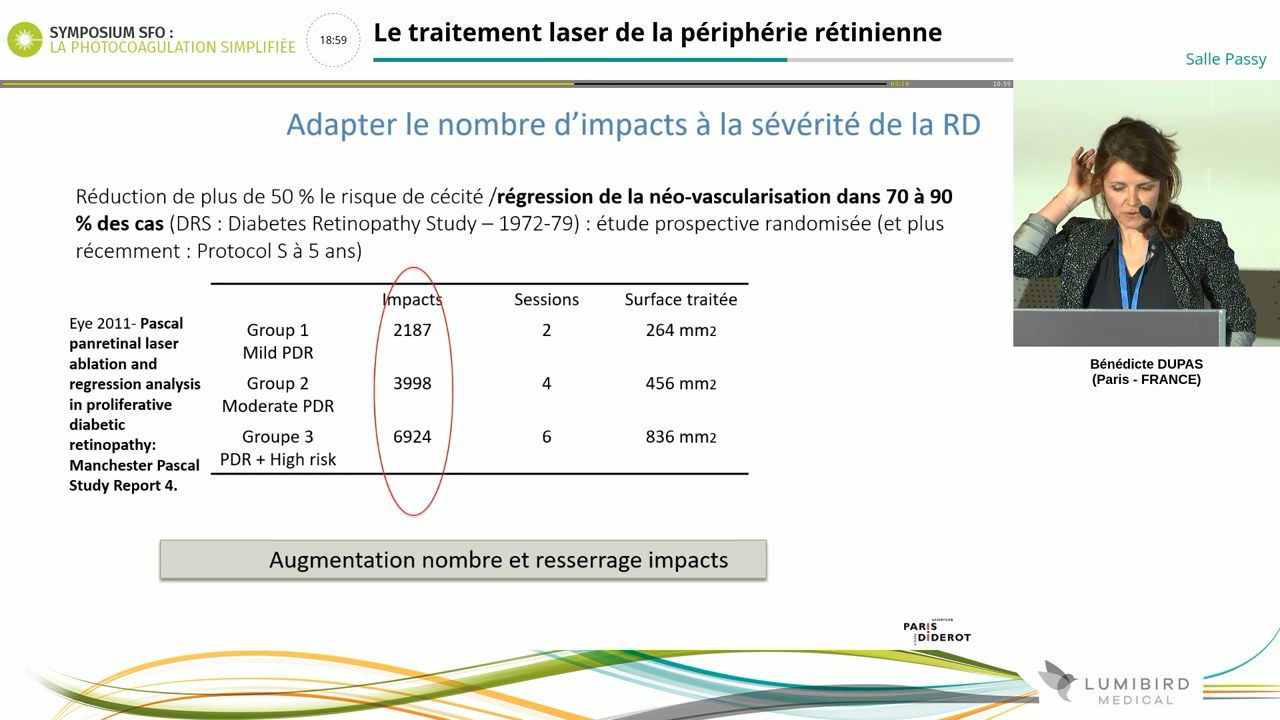 SYMPOSIUM SFO :
LA PHOTOCOAGULATION SIMPLIFIÉE
18:59
Le traitement laser de la périphérie rétinienne
Salle Passy
18:59
Adapter le nombre d’impacts à la sévérité de la RD
Réduction de plus de 50 % le risque de cécité /régression de la néo-vascularisation dans 70 à 90
% des cas (DRS : Diabetes Retinopathy Study – 1972-79) : étude prospective randomisée (et plus
récemment : Protocol S à 5 ans)
Eye 2011- Pascal
panretinal laser
ablation and
regression analysis
in proliferative
diabetic
retinopathy:
Manchester Pascal
Study Report 4.
Impacts Sessions Surface traitée
Group 1 2187 2 264 mm2
Mild PDR
Group 2 3998 4 456 mm2
Moderate PDR
Groupe 3 6924 6 836 mm2
PDR + High risk
Augmentation nombre et resserrage impacts
Bénédicte DUPAS
(Paris - FRANCE)
université
PARIS
DIDEROT
LUMIBIRD
MEDICAL